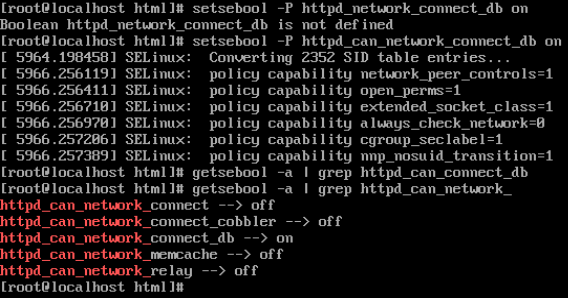 [root@localhost html]# setsebool -P httpd_network_connect_db on
Boolean httpd_network_connect_db is not defined
[root@localhost html]# setsebool -P httpd_can_network_connect_db on
[ 5964.198458] SELinux:  Converting 2352 SID table entries...
[ 5966.256119] SELinux:  policy capability network_peer_controls=1
[ 5966.256411] SELinux:  policy capability open_perms=1
[ 5966.256710] SELinux:  policy capability extended_socket_class=1
[ 5966.256970] SELinux:  policy capability always_check_network=0
[ 5966.257206] SELinux:  policy capability cgroup_seclabel=1
[ 5966.257389] SELinux:  policy capability nnp_nosuid_transition=1
[root@localhost html]# getsebool -a | grep httpd_can_connect_db
[root@localhost html]# getsebool -a | grep httpd_can_network_
httpd_can_network_connect --> off
httpd_can_network_connect_cobbler --> off
httpd_can_network_connect_db --> on
httpd_can_network_memcache --> off
httpd_can_network_relay --> off
[root@localhost html]#